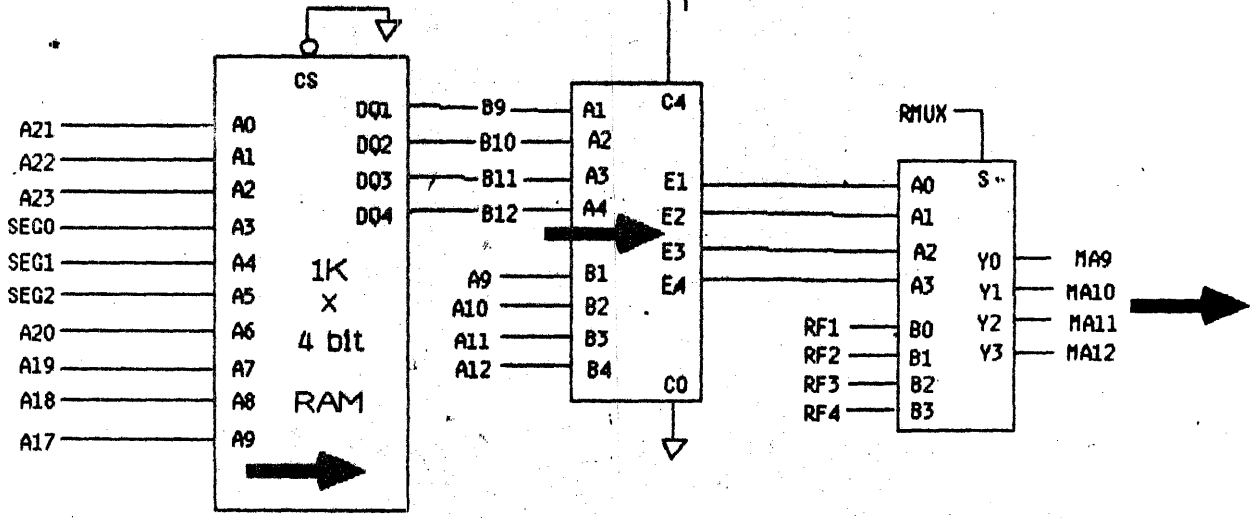 CS
A21 A0 DQ1 B9 A1 C4
A22 A1 DQ2 B10 A2
A23 A2 DQ3 B11 A3 E1
SEG0 A3 DQ4 B12 A4 E2
SEG1 A4 E3
SEG2 A5 E4
A20 A6
A19 A7
A18 A8
A17 A9
1K
x
4 bit
RAM
A9 B1
A10 B2
A11 B3
A12 B4
C0
RMUX S
A0
A1
A2
A3
Y0 MA9
Y1 MA10
Y2 MA11
Y3 MA12
RF1 B0
RF2 B1
RF3 B2
RF4 B3